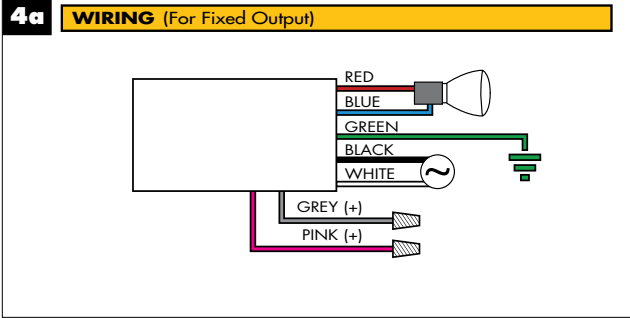 4a WIRING (For Fixed Output)
RED
BLUE
GREEN
BLACK
WHITE
GREY (+)
PINK (+)